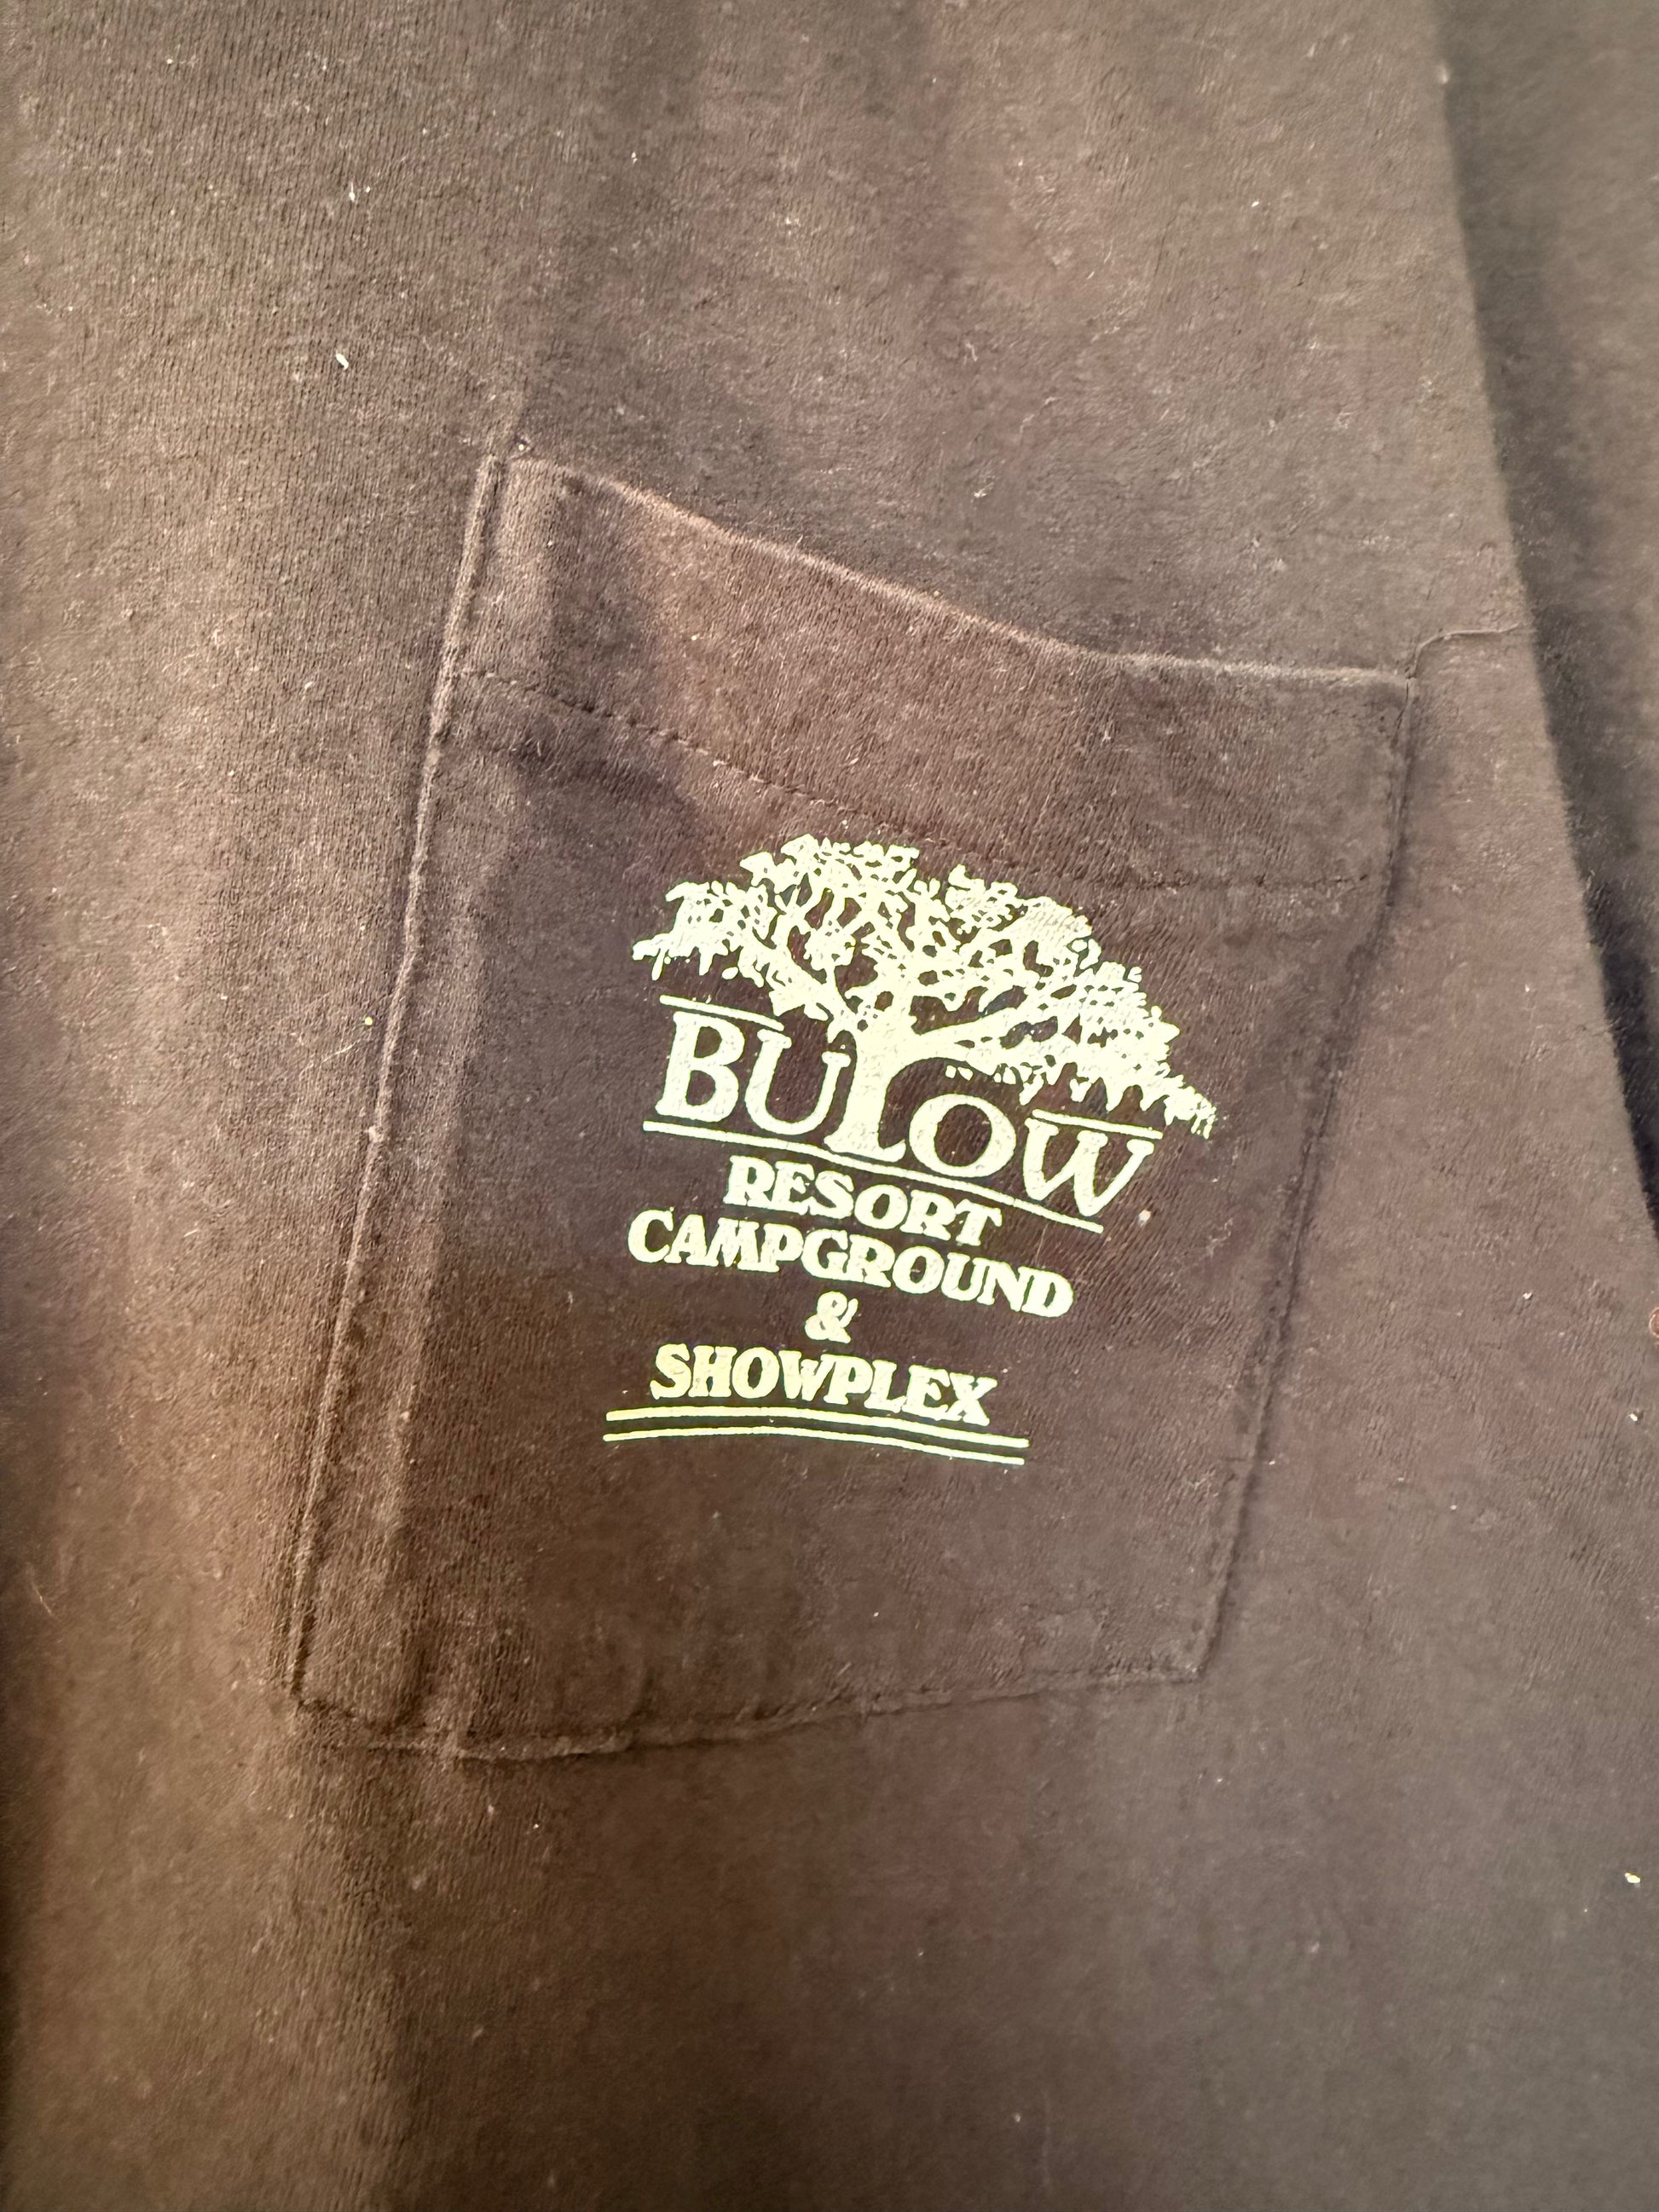 BULOW
RESORT
CAMPGROUND
&
SHOWPLEX